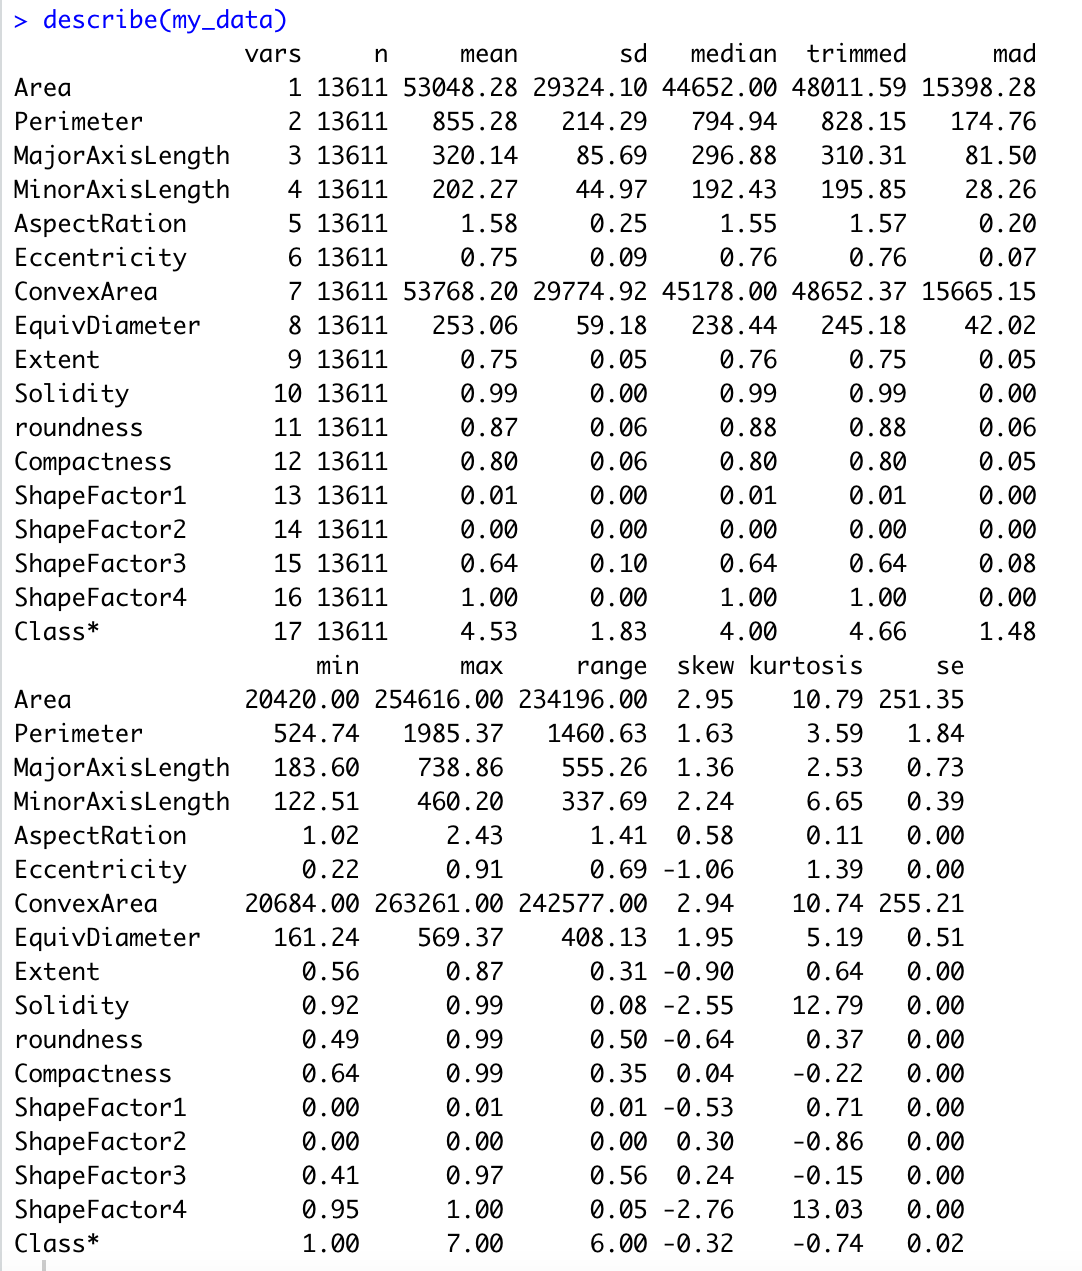 > describe(my_data)
vars n mean sd median trimmed mad
Area 1 13611 53048.28 29324.10 44652.00 48011.59 15398.28
Perimeter 2 13611 855.28 214.29 794.94 828.15 174.76
MajorAxisLength 3 13611 320.14 85.69 296.88 310.31 81.50
MinorAxisLength 4 13611 202.27 44.97 192.43 195.85 28.26
AspectRation 5 13611 1.58 0.25 1.55 1.57 0.20
Eccentricity 6 13611 0.75 0.09 0.76 0.76 0.07
ConvexArea 7 13611 53768.20 29774.92 45178.00 48652.37 15665.15
EquivDiameter 8 13611 253.06 59.18 238.44 245.18 42.02
Extent 9 13611 0.75 0.05 0.76 0.75 0.05
Solidity 10 13611 0.99 0.00 0.99 0.99 0.00
roundness 11 13611 0.87 0.06 0.88 0.88 0.06
Compactness 12 13611 0.80 0.06 0.80 0.80 0.05
ShapeFactor1 13 13611 0.01 0.00 0.01 0.01 0.00
ShapeFactor2 14 13611 0.00 0.00 0.00 0.00 0.00
ShapeFactor3 15 13611 0.64 0.10 0.64 0.64 0.08
ShapeFactor4 16 13611 1.00 0.00 1.00 1.00 0.00
Class* 17 13611 4.53 1.83 4.00 4.66 1.48
min max range skew kurtosis se
Area 20420.00 254616.00 234196.00 2.95 10.79 251.35
Perimeter 524.74 1985.37 1460.63 1.63 3.59 1.84
MajorAxisLength 183.60 738.86 555.26 1.36 2.53 0.73
MinorAxisLength 122.51 460.20 337.69 2.24 6.65 0.39
AspectRation 1.02 2.43 1.41 0.58 0.11 0.00
Eccentricity 0.22 0.91 0.69 -1.06 1.39 0.00
ConvexArea 20684.00 263261.00 242577.00 2.94 10.74 255.21
EquivDiameter 161.24 569.37 408.13 1.95 5.19 0.51
Extent 0.56 0.87 0.31 -0.90 0.64 0.00
Solidity 0.92 0.99 0.08 -2.55 12.79 0.00
roundness 0.49 0.99 0.50 -0.64 0.37 0.00
Compactness 0.64 0.99 0.35 0.04 -0.22 0.00
ShapeFactor1 0.00 0.01 0.01 -0.53 0.71 0.00
ShapeFactor2 0.00 0.00 0.00 0.30 -0.86 0.00
ShapeFactor3 0.41 0.97 0.56 0.24 -0.15 0.00
ShapeFactor4 0.95 1.00 0.05 -2.76 13.03 0.00
Class* 1.00 7.00 6.00 -0.32 -0.74 0.02